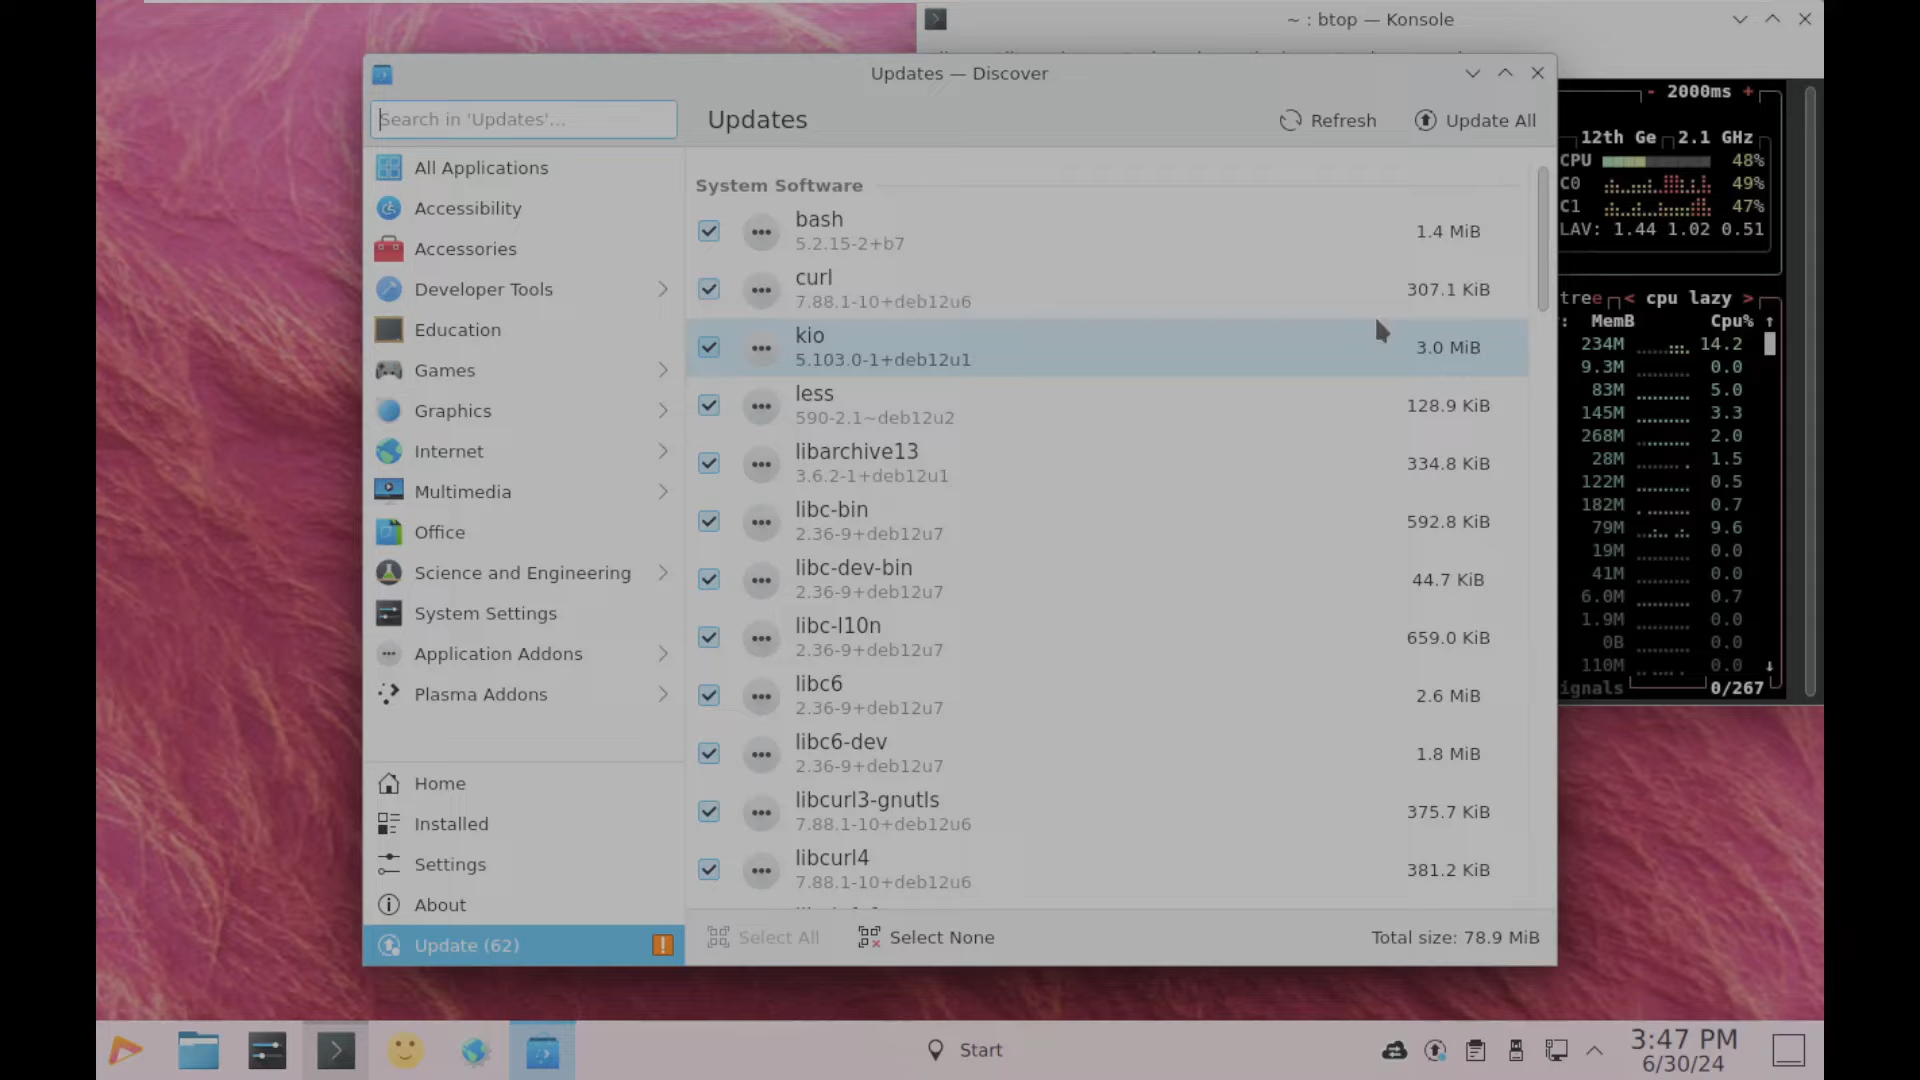 ~ : btop — Konsole
Updates — Discover
Search in 'Updates'...
Updates
Refresh
Update All
All Applications
Accessibility
Accessories
Developer Tools
Education
Games
Graphics
Internet
Multimedia
Office
Science and Engineering
System Settings
Application Addons
Plasma Addons
Home
Installed
Settings
About
Update (62)
System Software
bash
5.2.15-2+b7
1.4 MiB
curl
7.88.1-10+deb12u6
307.1 KiB
kio
5.103.0-1+deb12u1
3.0 MiB
less
590-2.1~deb12u2
128.9 KiB
libarchive13
3.6.2-1+deb12u1
334.8 KiB
libc-bin
2.36-9+deb12u7
592.8 KiB
libc-dev-bin
2.36-9+deb12u7
44.7 KiB
libc-l10n
2.36-9+deb12u7
659.0 KiB
libc6
2.36-9+deb12u7
2.6 MiB
libc6-dev
2.36-9+deb12u7
1.8 MiB
libcurl3-gnutls
7.88.1-10+deb12u6
375.7 KiB
libcurl4
7.88.1-10+deb12u6
381.2 KiB
Select All
Select None
Total size: 78.9 MiB
- 2000ms +
12th Ge 2.1 GHz
CPU 48%
C0 49%
C1 47%
LAV: 1.44 1.02 0.51
tree < cpu lazy >
: MemB Cpu% ↑
234M 14.2
9.3M 0.0
83M 5.0
145M 3.3
268M 2.0
28M 1.5
122M 0.5
182M 0.7
79M 9.6
19M 0.0
41M 0.0
6.0M 0.7
1.9M 0.0
0B 0.0
110M 0.0 ↓
ignals 0/267
Start
3:47 PM
6/30/24